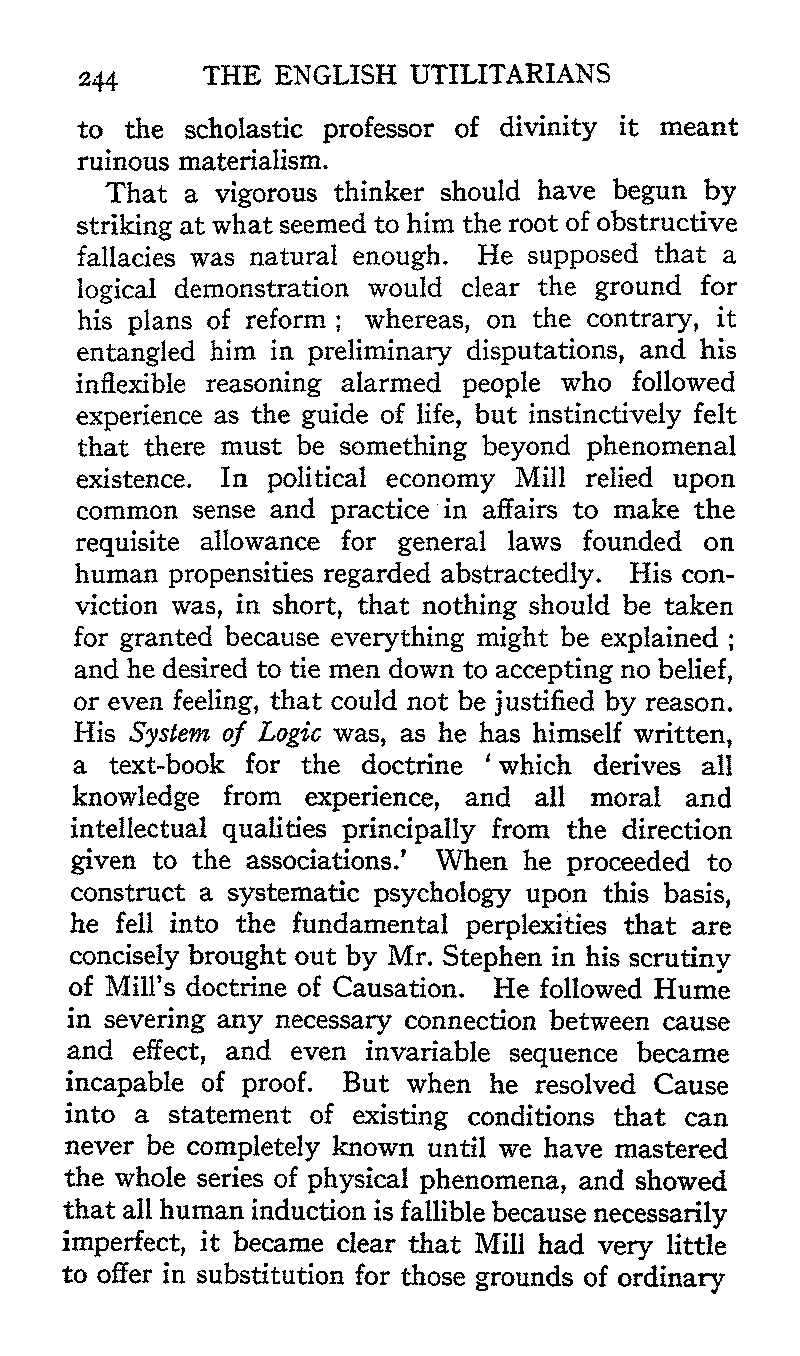 244 THE ENGLISH UTILITARIANS
to the scholastic professor of divinity it meant
ruinous materialism.
That a vigorous thinker should have begun by
striking at what seemed to him the root of obstructive
fallacies was natural enough. He supposed that a
logical demonstration would clear the ground for
his plans of reform ; whereas, on the contrary, it
entangled him in preliminary disputations, and his
inflexible reasoning alarmed people who followed
experience as the guide of life, but instinctively felt
that there must be something beyond phenomenal
existence. In political economy Mill relied upon
common sense and practice in affairs to make the
requisite allowance for general laws founded on
human propensities regarded abstractedly. His con-
viction was, in short, that nothing should be taken
for granted because everything might be explained ;
and he desired to tie men down to accepting no belief,
or even feeling, that could not be justified by reason.
His System of Logic was, as he has himself written,
a text-book for the doctrine ‘ which derives all
knowledge from experience, and all moral and
intellectual qualities principally from the direction
given to the associations.’ When he proceeded to
construct a systematic psychology upon this basis,
he fell into the fundamental perplexities that are
concisely brought out by Mr. Stephen in his scrutiny
of Mill’s doctrine of Causation. He followed Hume
in severing any necessary connection between cause
and effect, and even invariable sequence became
incapable of proof. But when he resolved Cause
into a statement of existing conditions that can
never be completely known until we have mastered
the whole series of physical phenomena, and showed
that all human induction is fallible because necessarily
imperfect, it became clear that Mill had very little
to offer in substitution for those grounds of ordinary